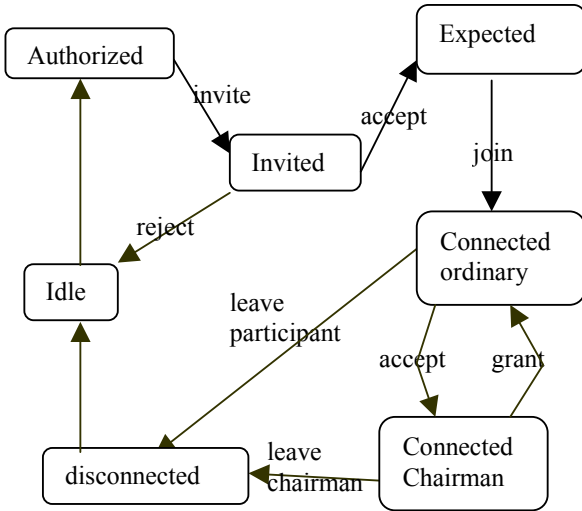 Expected
Authorized
invite
accept
Invited
join
reject
Connected
ordinary
Idle
leave
participant
accept
grant
Connected
Chairman
leave
chairman
disconnected